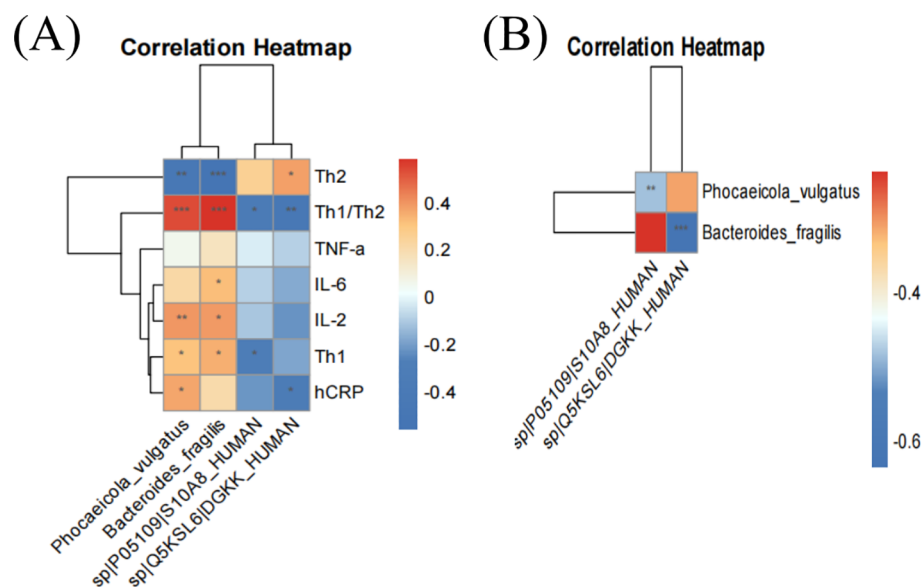 (A)
Correlation Heatmap
** *** *
Th2
*** *** * **
Th1/Th2
TNF-a
*
IL-6
** *
IL-2
* * *
Th1
* *
hCRP
0.4
0.2
0
-0.2
-0.4
Phocaeicola_vulgatus
Bacteroides_fragilis
sp|P05109|S10A8_HUMAN
sp|Q5KSL6|DGKK_HUMAN
(B)
Correlation Heatmap
**
Phocaeicola_vulgatus
***
Bacteroides_fragilis
-0.4
-0.6
sp|P05109|S10A8_HUMAN
sp|Q5KSL6|DGKK_HUMAN